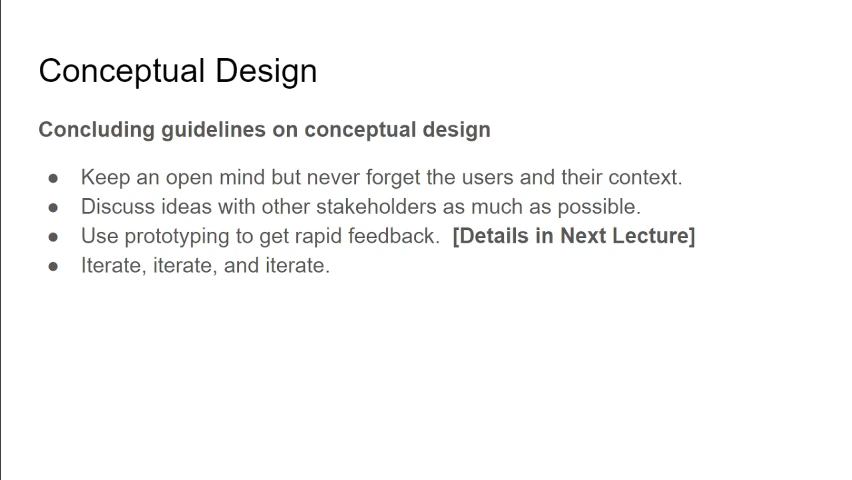 Conceptual Design
Concluding guidelines on conceptual design
● Keep an open mind but never forget the users and their context.
● Discuss ideas with other stakeholders as much as possible.
● Use prototyping to get rapid feedback. [Details in Next Lecture]
● Iterate, iterate, and iterate.